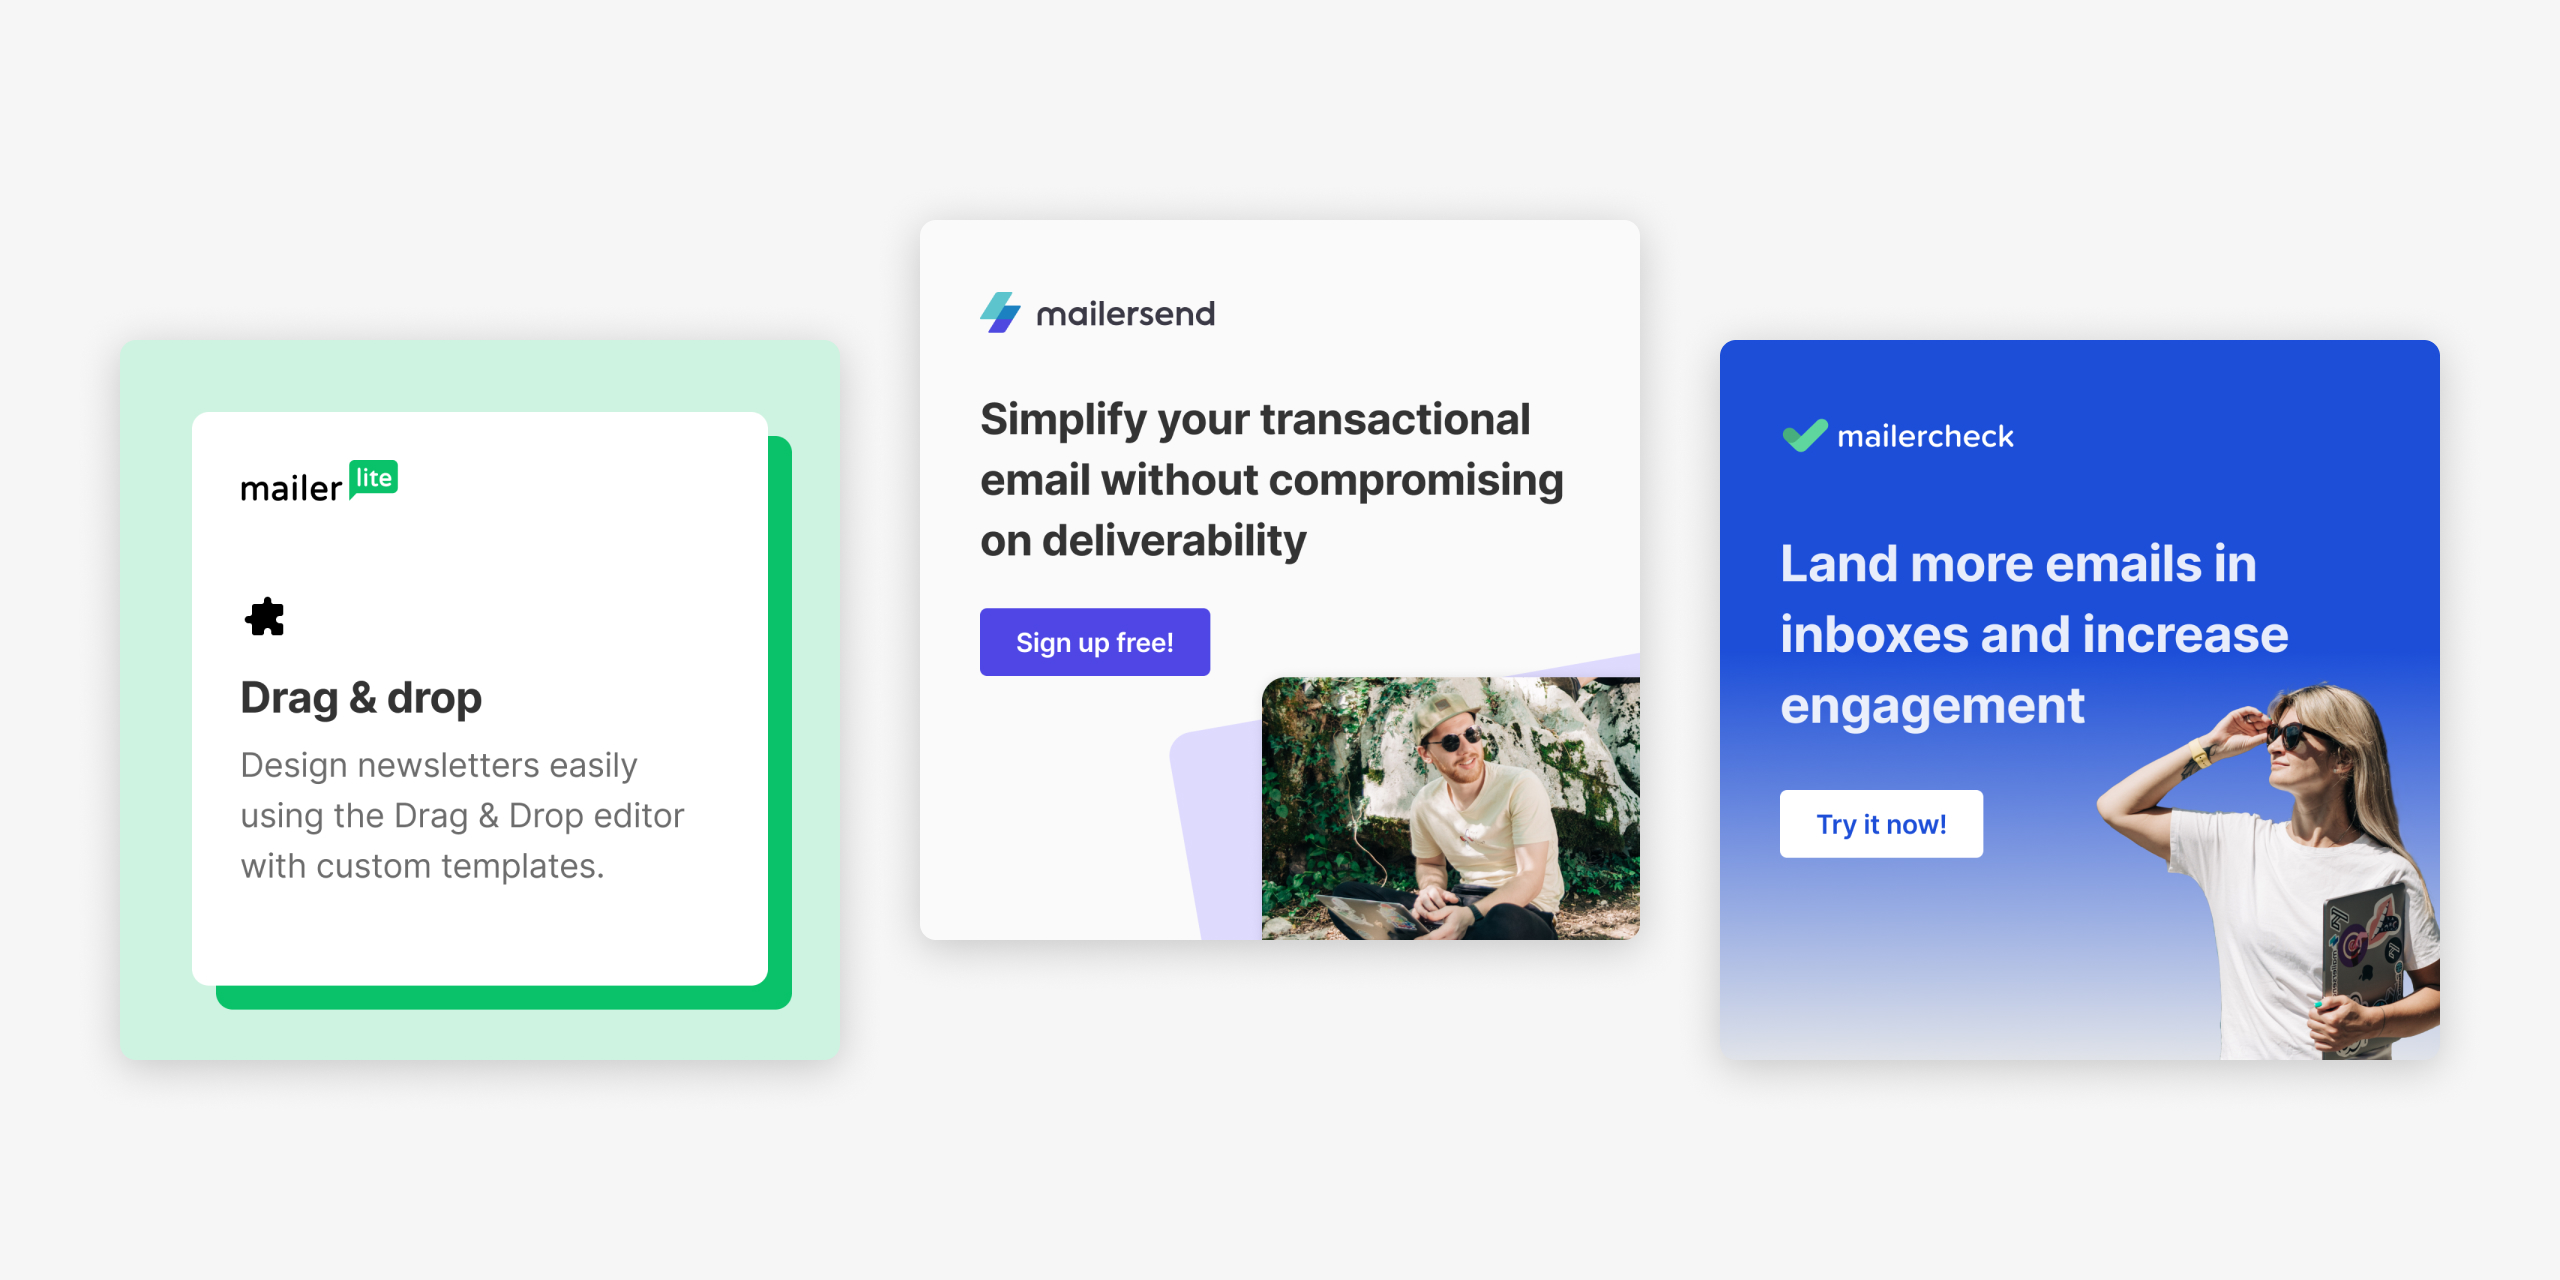 mailer lite
Drag & drop
Design newsletters easily
using the Drag & Drop editor
with custom templates.
mailersend
Simplify your transactional
email without compromising
on deliverability
Sign up free!
mailercheck
Land more emails in
inboxes and increase
engagement
Try it now!